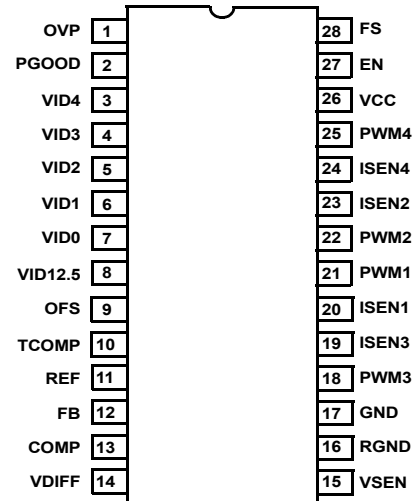 OVP 1 28 FS
PGOOD 2 27 EN
VID4 3 26 VCC
VID3 4 25 PWM4
VID2 5 24 ISEN4
VID1 6 23 ISEN2
VID0 7 22 PWM2
VID12.5 8 21 PWM1
OFS 9 20 ISEN1
TCOMP 10 19 ISEN3
REF 11 18 PWM3
FB 12 17 GND
COMP 13 16 RGND
VDIFF 14 15 VSEN